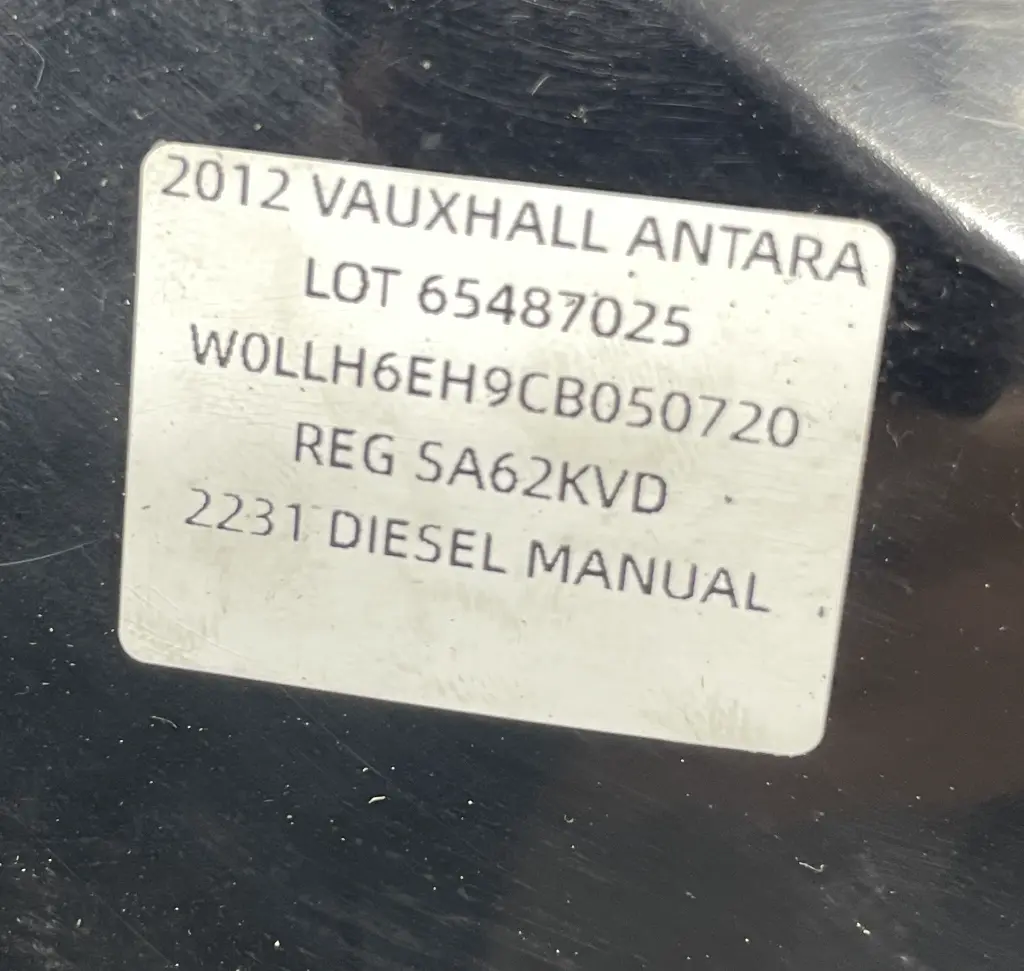 2012 VAUXHALL ANTARA
LOT 65487025
W0LLH6EH9CB050720
REG SA62KVD
2231 DIESEL MANUAL